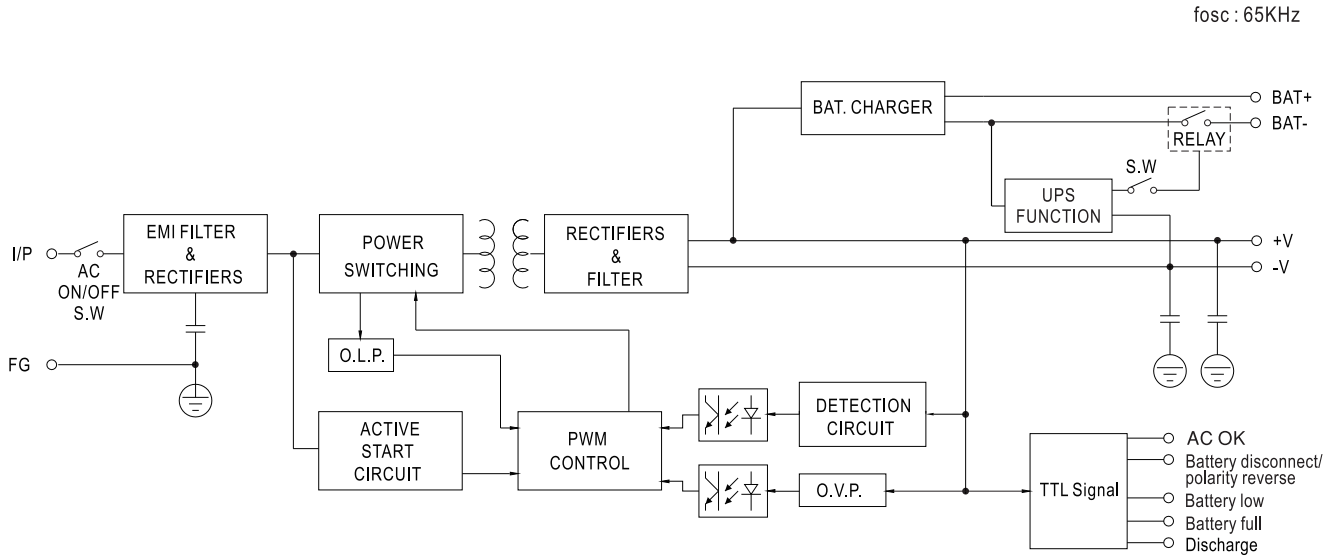 fosc : 65KHz
BAT. CHARGER
BAT+
BAT-
RELAY
S.W
UPS
FUNCTION
I/P
AC
ON/OFF
S.W
EMI FILTER
&
RECTIFIERS
POWER
SWITCHING
RECTIFIERS
&
FILTER
+V
-V
FG
O.L.P.
ACTIVE
START
CIRCUIT
PWM
CONTROL
DETECTION
CIRCUIT
O.V.P.
TTL Signal
AC OK
Battery disconnect/
polarity reverse
Battery low
Battery full
Discharge